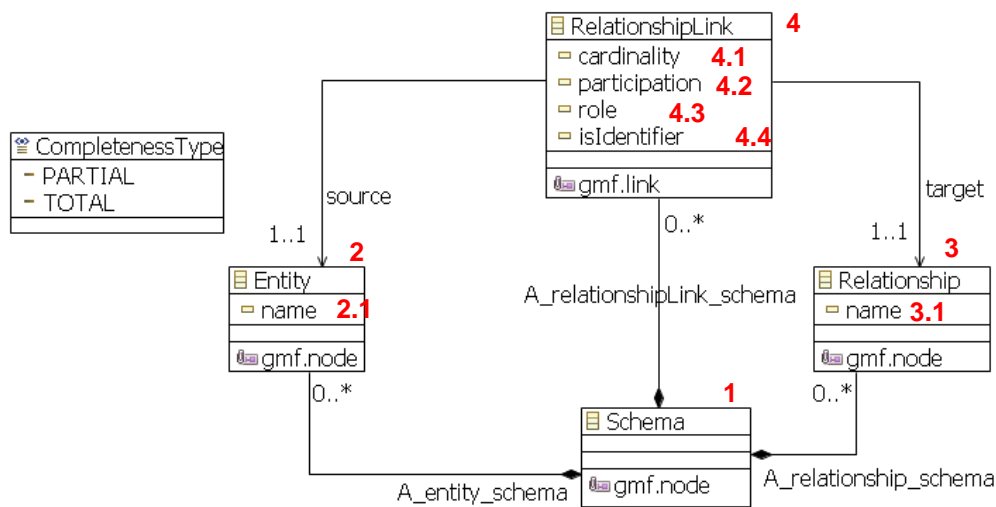 RelationshipLink 4
cardinality 4.1
participation 4.2
role 4.3
isIdentifier 4.4
gmf.link
CompletenessType
PARTIAL
TOTAL
source
target
0..*
1..1
1..1
2
3
Entity
name 2.1
gmf.node
A_relationshipLink_schema
Relationship
name 3.1
gmf.node
0..*
0..*
1
Schema
gmf.node
A_entity_schema
A_relationship_schema